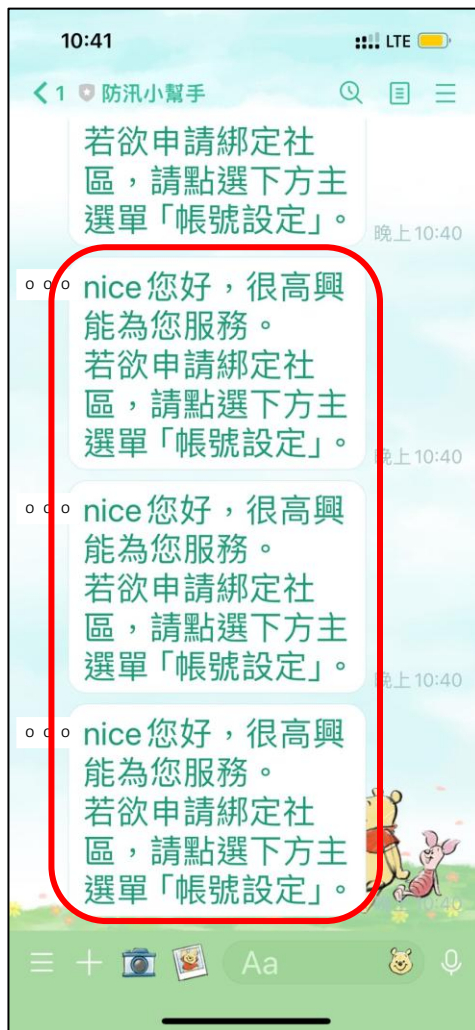 10:41
LTE
1 防汛小幫手
若欲申請綁定社
區，請點選下方主
選單「帳號設定」。
晚上10:40
○○○ nice您好，很高興
能為您服務。
若欲申請綁定社
區，請點選下方主
選單「帳號設定」。
晚上10:40
○○○ nice您好，很高興
能為您服務。
若欲申請綁定社
區，請點選下方主
選單「帳號設定」。
晚上10:40
○○○ nice您好，很高興
能為您服務。
若欲申請綁定社
區，請點選下方主
選單「帳號設定」。
10:40
Aa